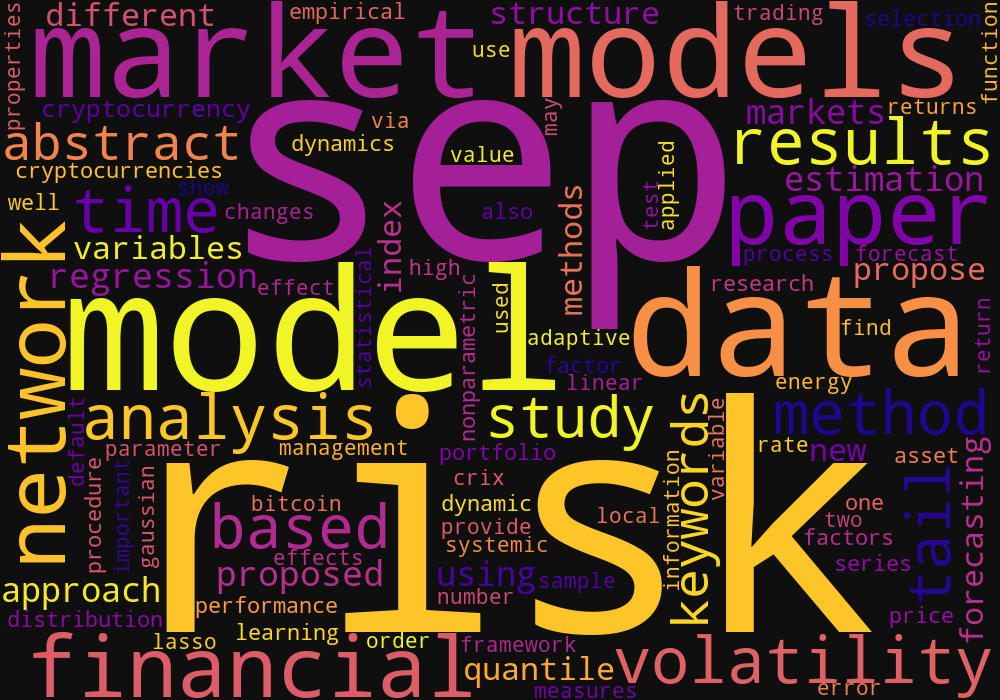 properties
different
empirical
structure
trading
selection
function
market
use
models
cryptocurrency
via
may
markets
returns
abstract
sep
dynamics
value
applied
results
cryptocurrencies
show
estimation
well
time
changes
index
also
methods
test
paper
variables
statistical
process
forecast
network
regression
effect
high
used
research
propose
model
nonparametric
adaptive
data
find
return
factor
linear
energy
analysis
study
keywords
variable
method
default
parameter
management
portfolio
rate
new
asset
forecasting
procedure
important
gaussian
risk
crix
information
tail
bitcoin
dynamic
local
one
based
provide
two
effects
systemic
factors
approach
proposed
using
sample
series
distribution
performance
number
price
learning
lasso
order
framework
financial
quantile
volatility
measures
error